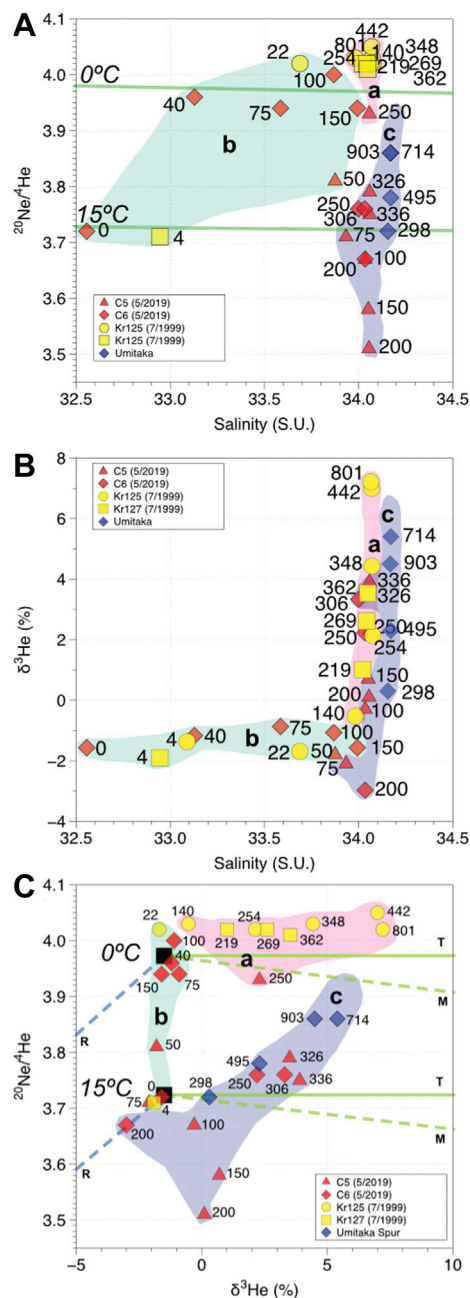 A
4.1
442
801
140
348
22
254
269
100
219
362
4.0
0ºC
a
40
75
150
250
3.9
c
b
903
714
3.8
50
326
495
250
306
336
15ºC
298
0
4
75
3.7
100
200
3.6
150
200
3.5
²⁰Ne/⁴He
C5 (5/2019)
C6 (5/2019)
Kr125 (7/1999)
Kr125 (7/1999)
Umitaka
32.5 33.0 33.5 34.0 34.5
Salinity (S.U.)
B
8
C5 (5/2019)
C6 (5/2019)
Kr125 (7/1999)
Kr127 (7/1999)
Umitaka
801
442
c
6
a
714
348
903
4
336
362
326
306
269
250
495
2
250
254
219
150
298
200
0
140
100
4
40
75
100
0
b
150
4
22
50
75
-2
200
-4
δ³He (%)
32.5 33.0 33.5 34.0 34.5
Salinity (S.U.)
C
4.1
22
140
254
348
442
100
219
269
362
801
4.0
0ºC
40
a
T
150
75
250
M
3.9
c
903
714
R
b
3.8
50
495
326
15ºC
0
298
250
306
336
T
75
4
3.7
200
100
M
R
3.6
150
200
3.5
²⁰Ne/⁴He
C5 (5/2019)
C6 (5/2019)
Kr125 (7/1999)
Kr127 (7/1999)
Umitaka Spur
-5 0 5 10
δ³He (%)